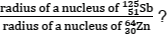 radius of a nucleus of ¹²⁵₅₁Sb
radius of a nucleus of ⁶⁴₃₀Zn ?